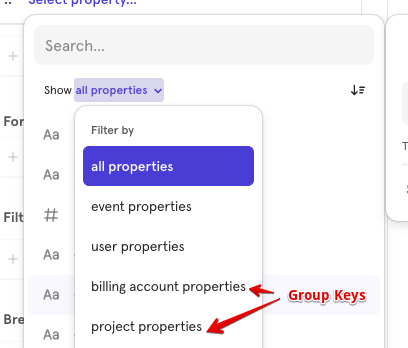 Select property...
Search...
Show all properties
For
Aa
Filter by
Aa
all properties
#
event properties
Filt
user properties
Aa
billing account properties
Group Keys
Bre
Aa
project properties